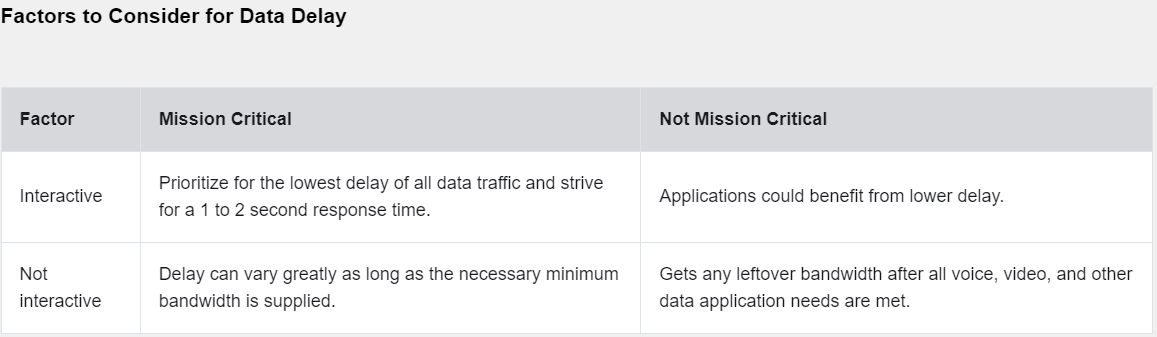 Factors to Consider for Data Delay
Factor
Mission Critical
Not Mission Critical
Interactive
Prioritize for the lowest delay of all data traffic and strive
for a 1 to 2 second response time.
Applications could benefit from lower delay.
Not
interactive
Delay can vary greatly as long as the necessary minimum
bandwidth is supplied.
Gets any leftover bandwidth after all voice, video, and other
data application needs are met.